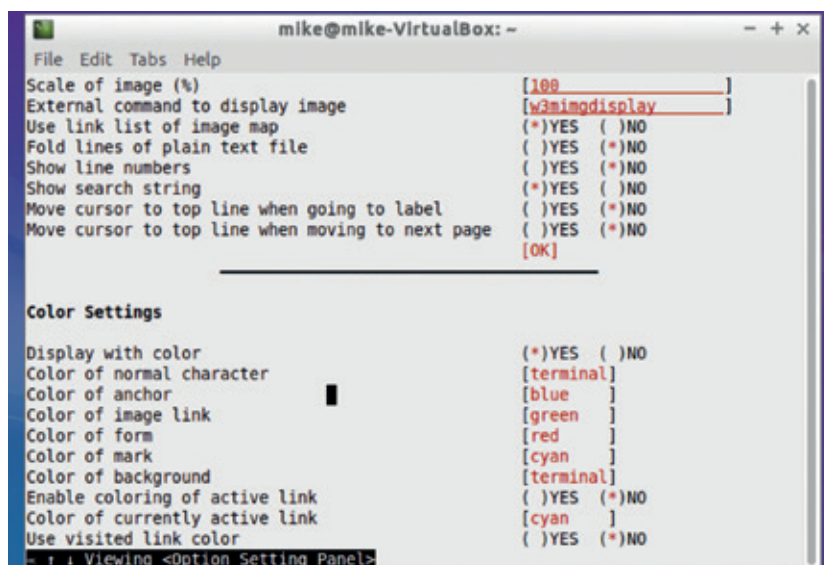 mike@mike-VirtualBox: ~
File Edit Tabs Help
Scale of image (%) [100 ]
External command to display image [w3mimgdisplay ]
Use link list of image map (*)YES ( )NO
Fold lines of plain text file ( )YES (*)NO
Show line numbers ( )YES (*)NO
Show search string (*)YES ( )NO
Move cursor to top line when going to label ( )YES (*)NO
Move cursor to top line when moving to next page ( )YES (*)NO
[OK]
Color Settings
Display with color (*)YES ( )NO
Color of normal character [terminal]
Color of anchor [blue ]
Color of image link [green ]
Color of form [red ]
Color of mark [cyan ]
Color of background [terminal]
Enable coloring of active link ( )YES (*)NO
Color of currently active link [cyan ]
Use visited link color ( )YES (*)NO
↑ ↓ Viewing <Option Setting Panel>